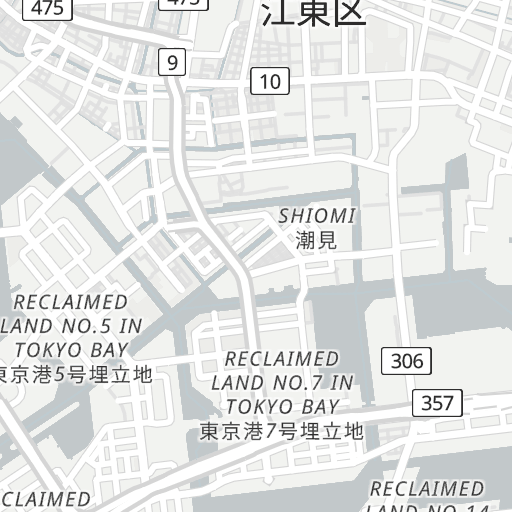 475
475
江東区
9
10
SHIOMI
潮見
RECLAIMED
LAND NO.5 IN
TOKYO BAY
東京港5号埋立地
RECLAIMED
LAND NO.7 IN
TOKYO BAY
東京港7号埋立地
306
357
CLAIMED
RECLAIMED
LAND NO.14